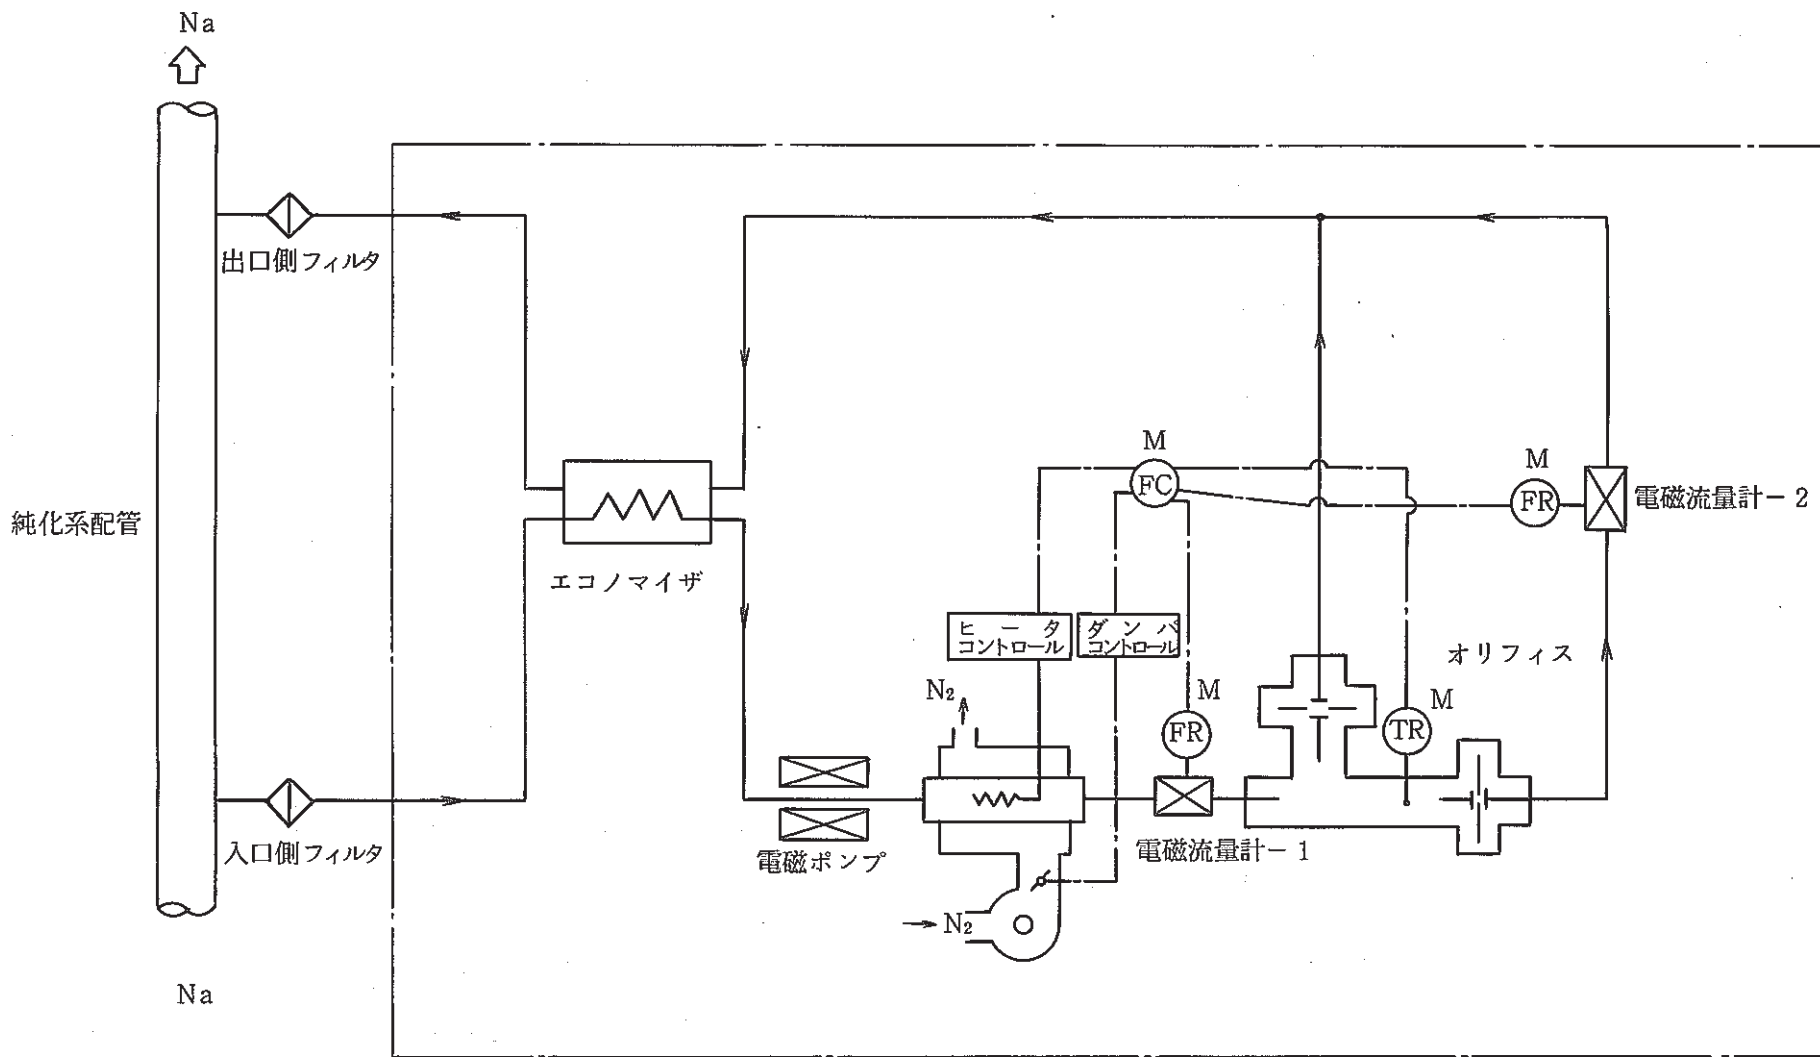 Na
出口側フィルタ
純化系配管
エコノマイザ
M
FC
M
FR
電磁流量計－2
ヒータ
コントロール
ダンパ
コントロール
オリフィス
N₂
M
FR
M
TR
入口側フィルタ
電磁ポンプ
電磁流量計－1
N₂
Na